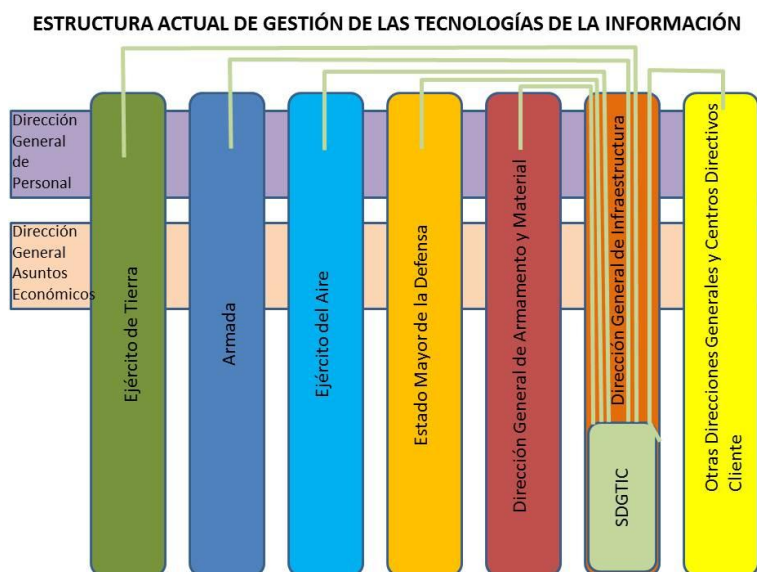 ESTRUCTURA ACTUAL DE GESTIÓN DE LAS TECNOLOGÍAS DE LA INFORMACIÓN
Dirección
General
de
Personal
Dirección
General
Asuntos
Económicos
Ejército de Tierra
Armada
Ejército del Aire
Estado Mayor de la Defensa
Dirección General de Armamento y Material
Dirección General de Infraestructura
SDGTIC
Otras Direcciones Generales y Centros Directivos
Cliente